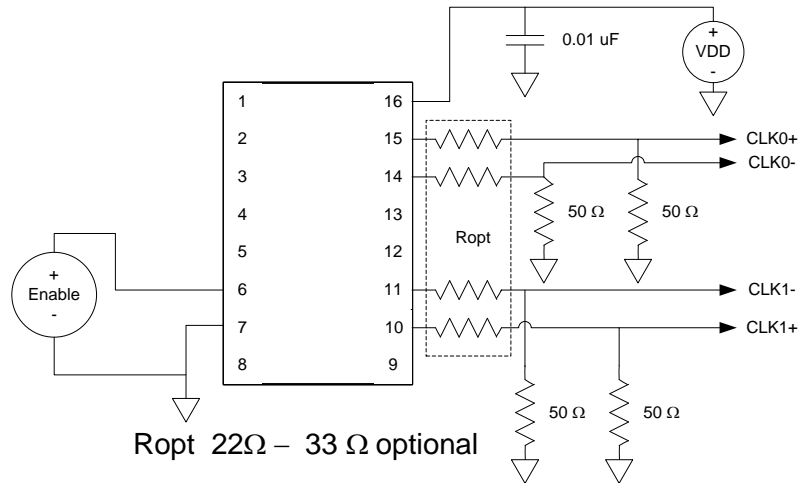 0.01 uF
+
VDD
-
1 16
2 15
3 14
4 13
5 12
6 11
7 10
8 9
CLK0+
CLK0-
50 Ω 50 Ω
Ropt
+
Enable
-
CLK1-
CLK1+
50 Ω 50 Ω
Ropt 22Ω – 33 Ω optional